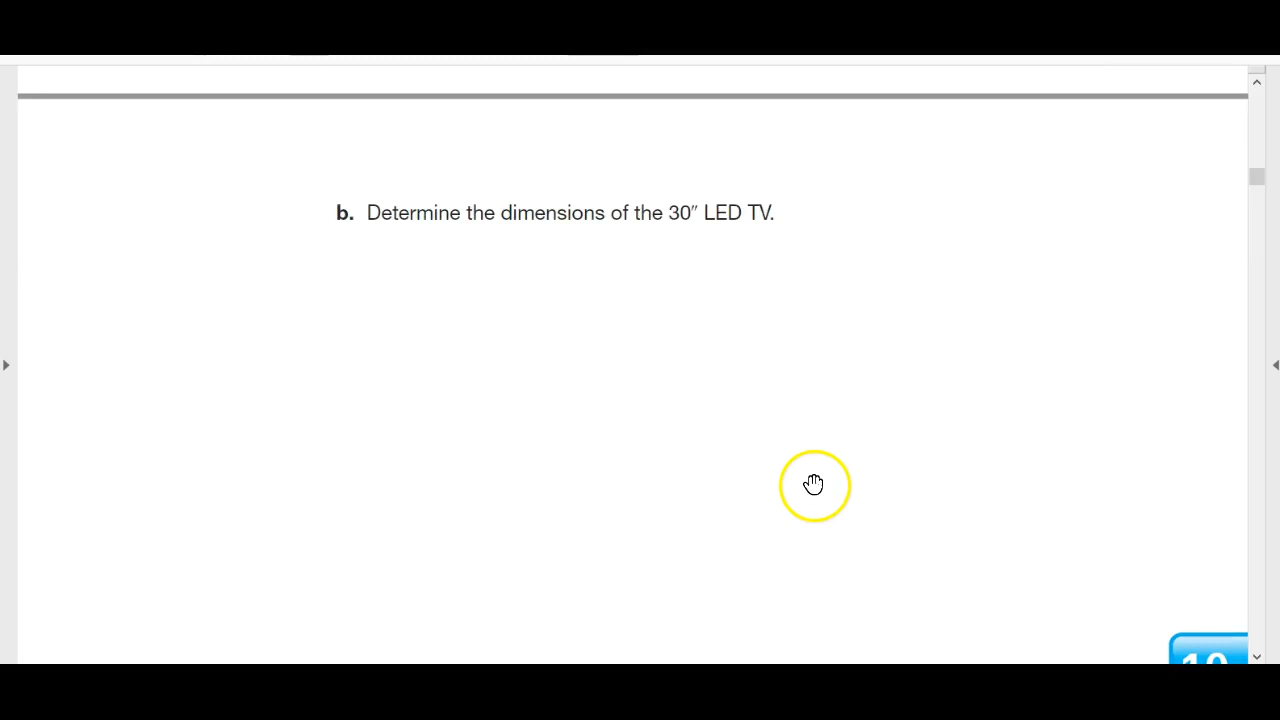 b. Determine the dimensions of the 30″ LED TV.